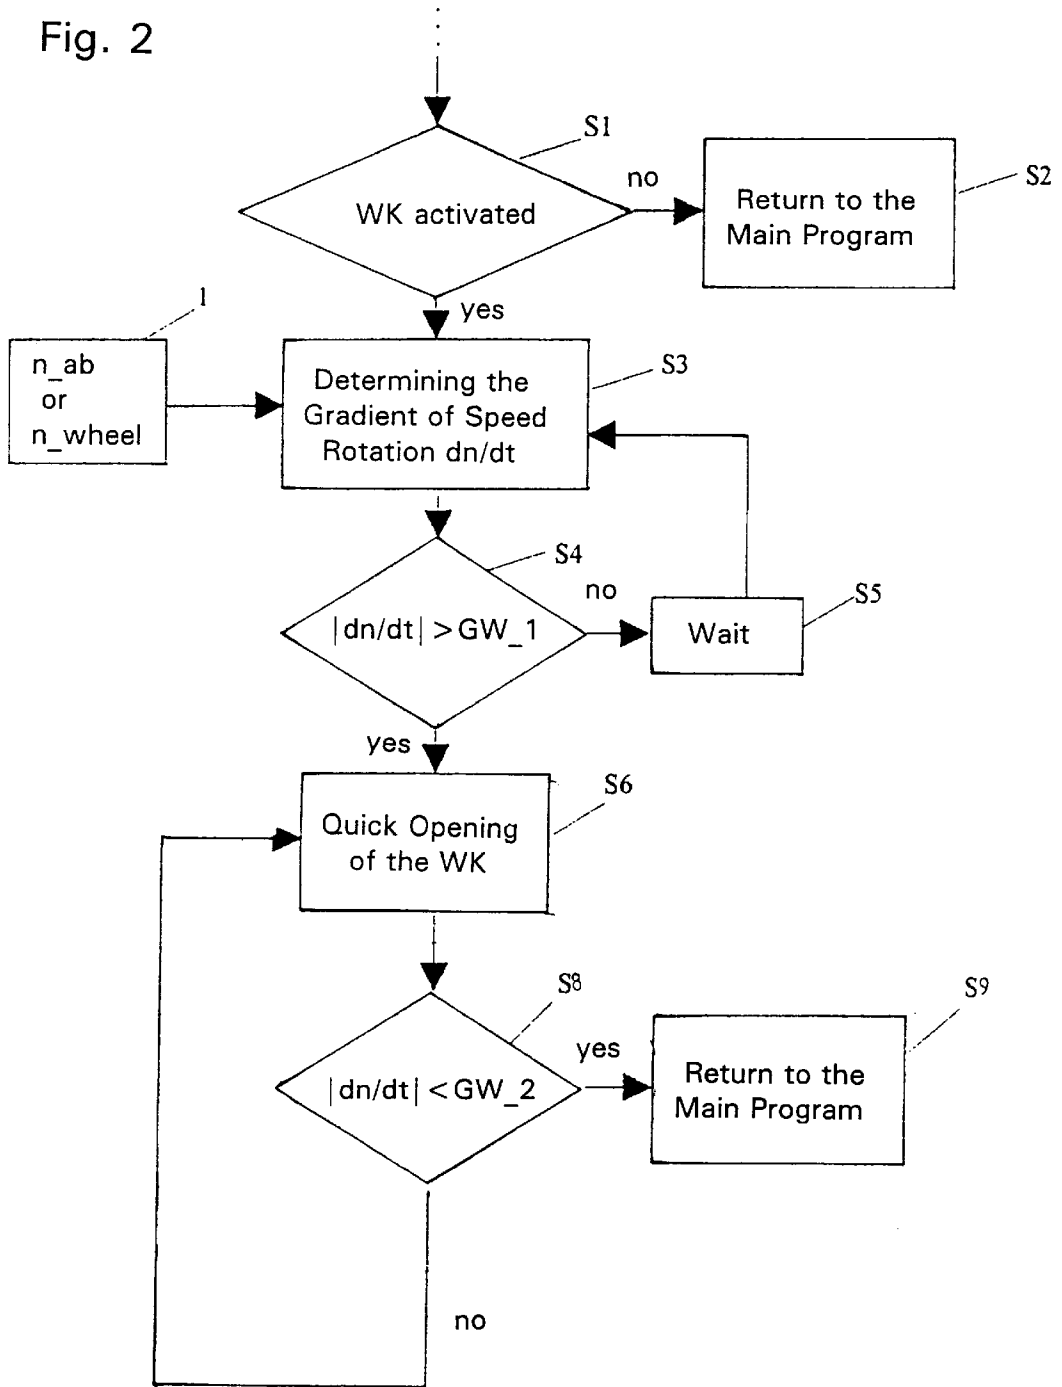 Fig. 2
S1
WK activated
no
Return to the
Main Program
S2
yes
1
n_ab
or
n_wheel
Determining the
Gradient of Speed
Rotation dn/dt
S3
S4
|dn/dt| > GW_1
no
Wait
S5
yes
Quick Opening
of the WK
S6
S8
|dn/dt| < GW_2
yes
Return to the
Main Program
S9
no